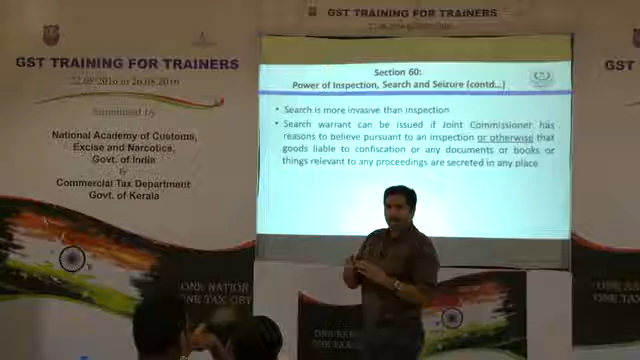 GST TRAINING FOR TRAINERS
GST TRAINING FOR TRAINERS
22.08.2016 to 26.08.2016
Submitted by
National Academy of Customs,
Excise and Narcotics,
Govt. of India
&
Commercial Tax Department
Govt. of Kerala
ONE NATION
ONE TAX
Section 60:
Power of Inspection, Search and Seizure (contd...)
• Search is more invasive than inspection
• Search warrant can be issued if Joint Commissioner has
reasons to believe pursuant to an inspection or otherwise that
goods liable to confiscation or any documents or books or
things relevant to any proceedings are secreted in any place
GST
ONE TAX